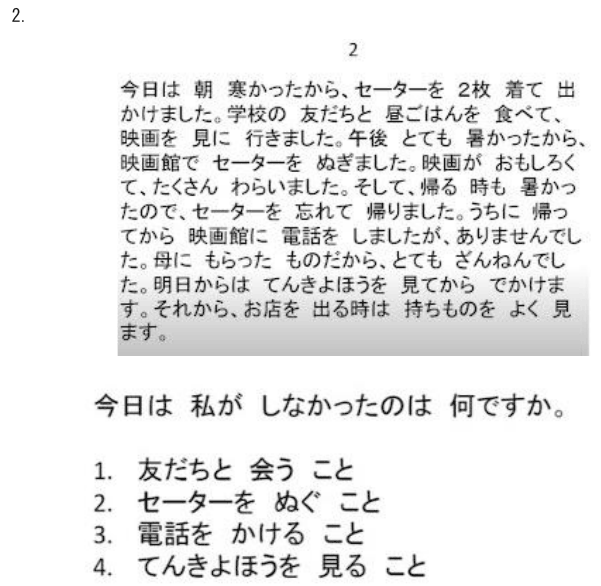 2.
2
今日は 朝 寒かったから、セーターを 2枚 着て 出
かけました。学校の 友だちと 昼ごはんを 食べて、
映画を 見に 行きました。午後 とても 暑かったから、
映画館で セーターを ぬぎました。映画が おもしろく
て、たくさん わらいました。そして、帰る 時も 暑かっ
たので、セーターを 忘れて 帰りました。うちに 帰っ
てから 映画館に 電話を しましたが、ありませんでし
た。母に もらった ものだから、とても ざんねんでし
た。明日からは てんきよほうを 見てから でかけま
す。それから、お店を 出る時は 持ちものを よく 見
ます。
今日は 私が しなかったのは 何ですか。
1. 友だちと 会う こと
2. セーターを ぬぐ こと
3. 電話を かける こと
4. てんきよほうを 見る こと